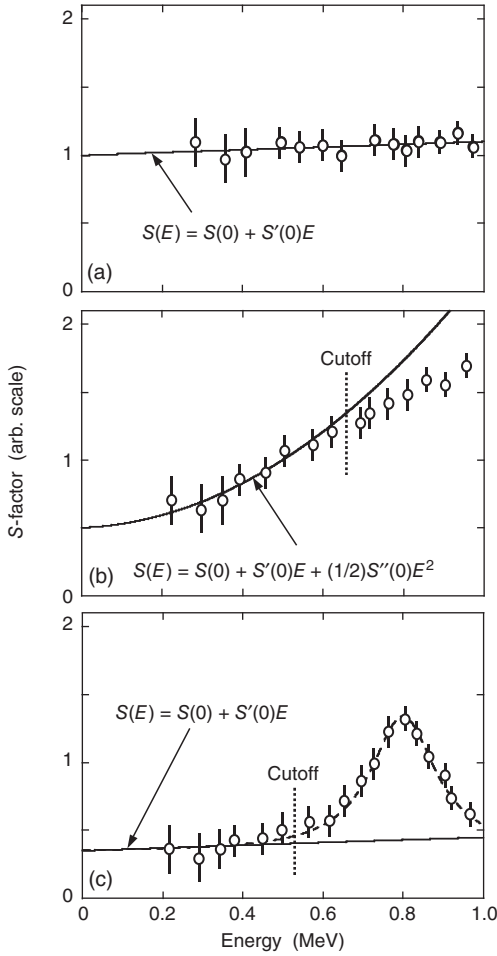 2
1
S(E) = S(0) + S′(0)E
(a)
0
2
Cutoff
1
S-factor (arb. scale)
(b)
S(E) = S(0) + S′(0)E + (1/2)S′′(0)E²
0
2
S(E) = S(0) + S′(0)E
1
Cutoff
(c)
0
0 0.2 0.4 0.6 0.8 1.0
Energy (MeV)